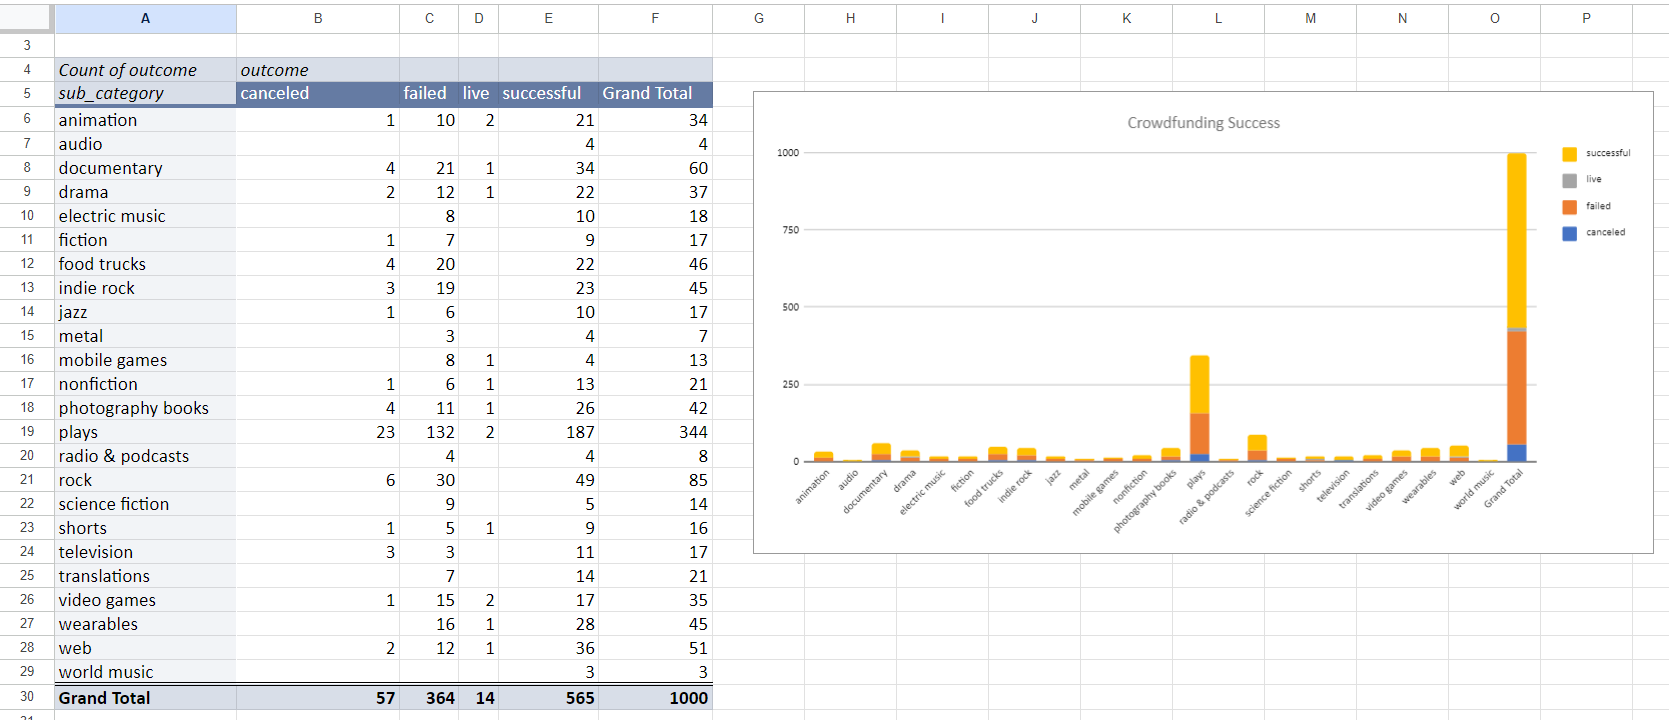 A B C D E F G H I J K L M N O P
3
4 Count of outcome outcome
5 sub_category canceled failed live successful Grand Total
6 animation 1 10 2 21 34
7 audio 4 4
8 documentary 4 21 1 34 60
9 drama 2 12 1 22 37
10 electric music 8 10 18
11 fiction 1 7 9 17
12 food trucks 4 20 22 46
13 indie rock 3 19 23 45
14 jazz 1 6 10 17
15 metal 3 4 7
16 mobile games 8 1 4 13
17 nonfiction 1 6 1 13 21
18 photography books 4 11 1 26 42
19 plays 23 132 2 187 344
20 radio & podcasts 4 4 8
21 rock 6 30 49 85
22 science fiction 9 5 14
23 shorts 1 5 1 9 16
24 television 3 3 11 17
25 translations 7 14 21
26 video games 1 15 2 17 35
27 wearables 16 1 28 45
28 web 2 12 1 36 51
29 world music 3 3
30 Grand Total 57 364 14 565 1000
Crowdfunding Success
1000
750
500
250
0
successful
live
failed
canceled
animation
audio
documentary
drama
electric music
fiction
food trucks
indie rock
jazz
metal
mobile games
nonfiction
photography books
plays
radio & podcasts
rock
science fiction
shorts
television
translations
video games
wearables
web
world music
Grand Total